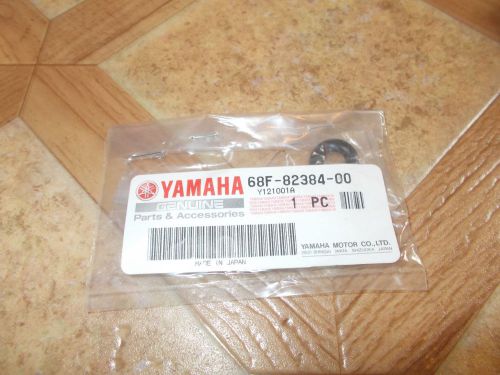 YAMAHA 68F-82384-00
GENUINE Y121001A
Parts & Accessories 1 PC
YAMAHA MOTOR CO.,LTD.
MADE IN JAPAN